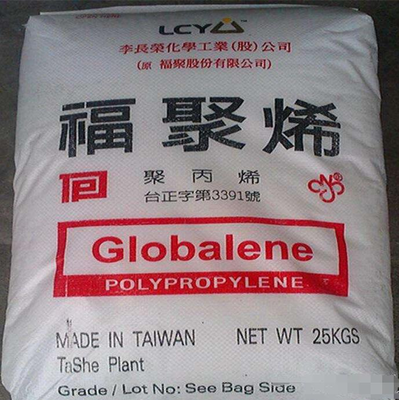 LCY
李長榮化學工業(股)公司
(原 福聚股份有限公司)
福聚烯
聚丙烯
台正字第3391號
Globalene
POLYPROPYLENE
MADE IN TAIWAN NET WT 25KGS
TaShe Plant
Grade / Lot No: See Bag Side